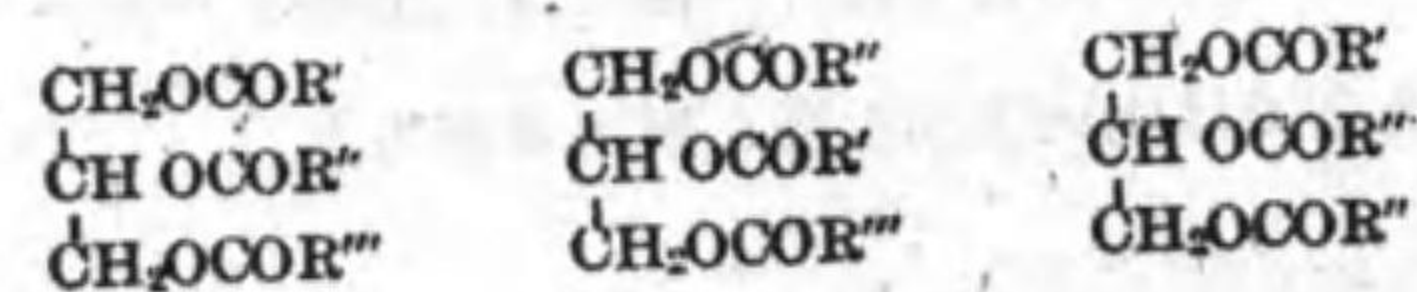 CH₂OCOR′ CH₂OCOR″ CH₂OCOR′
CH OCOR″ CH OCOR′ CH OCOR″
CH₂OCOR‴ CH₂OCOR‴ CH₂OCOR″